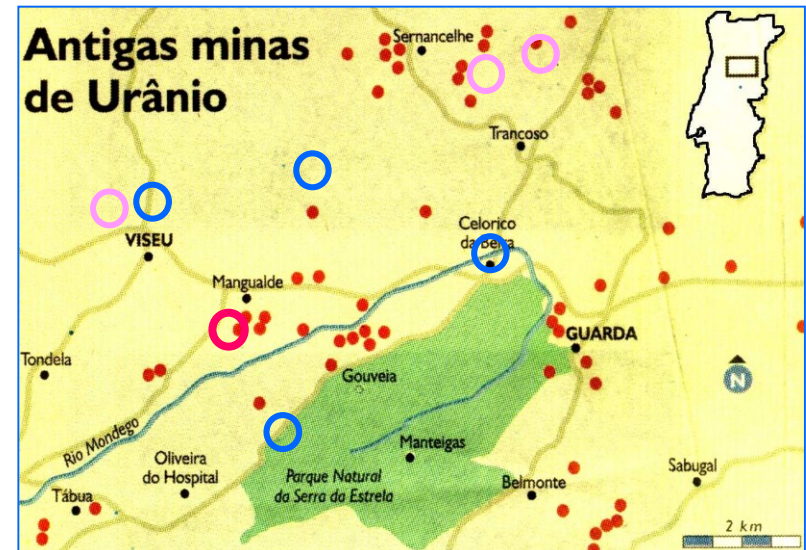 Antigas minas
de Urânio
Sernancelhe
Trancoso
VISEU
Celorico
da Beira
Mangualde
GUARDA
Tondela
Gouveia
N
Rio Mondego
Oliveira
do Hospital
Manteigas
Parque Natural
da Serra da Estrela
Belmonte
Sabugal
Tábua
2 km